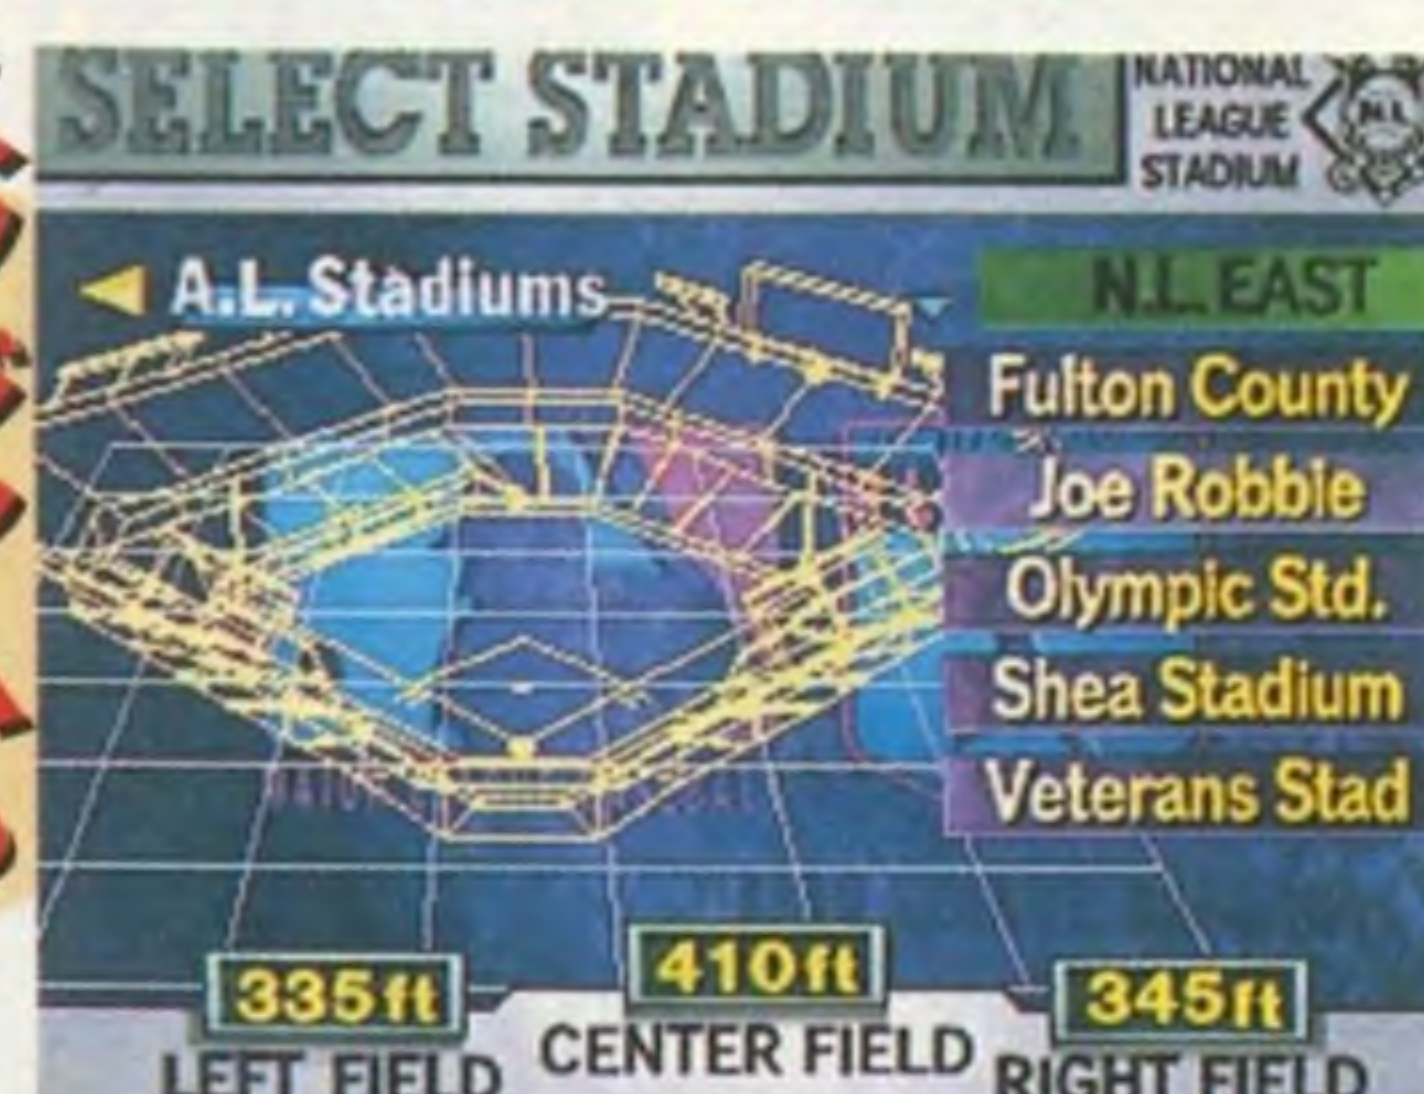 SELECT STADIUM
NATIONAL
LEAGUE
STADIUM
N.L.
A.L. Stadiums
N.L. EAST
Fulton County
Joe Robbie
Olympic Std.
Shea Stadium
Veterans Stad
335ft
LEFT FIELD
410ft
CENTER FIELD
345ft
RIGHT FIELD